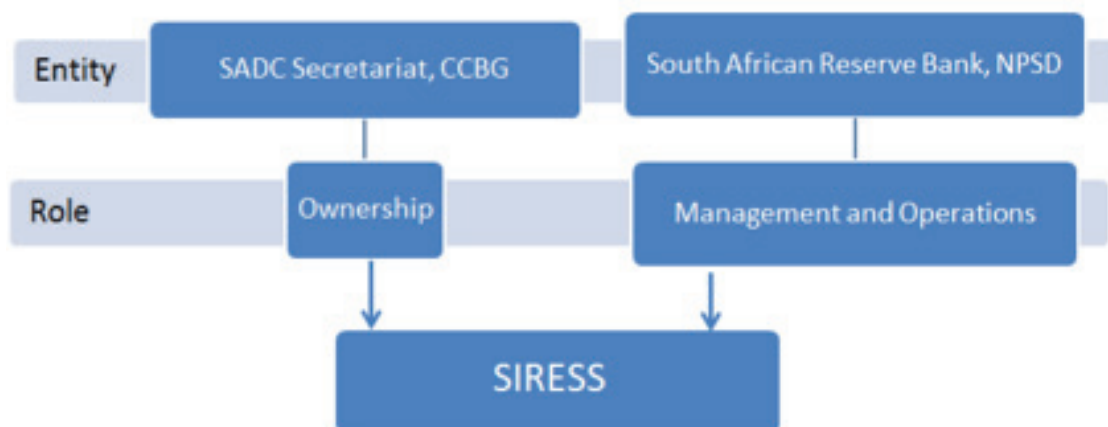 Entity
SADC Secretariat, CCBG
South African Reserve Bank, NPSD
Role
Ownership
Management and Operations
SIRESS